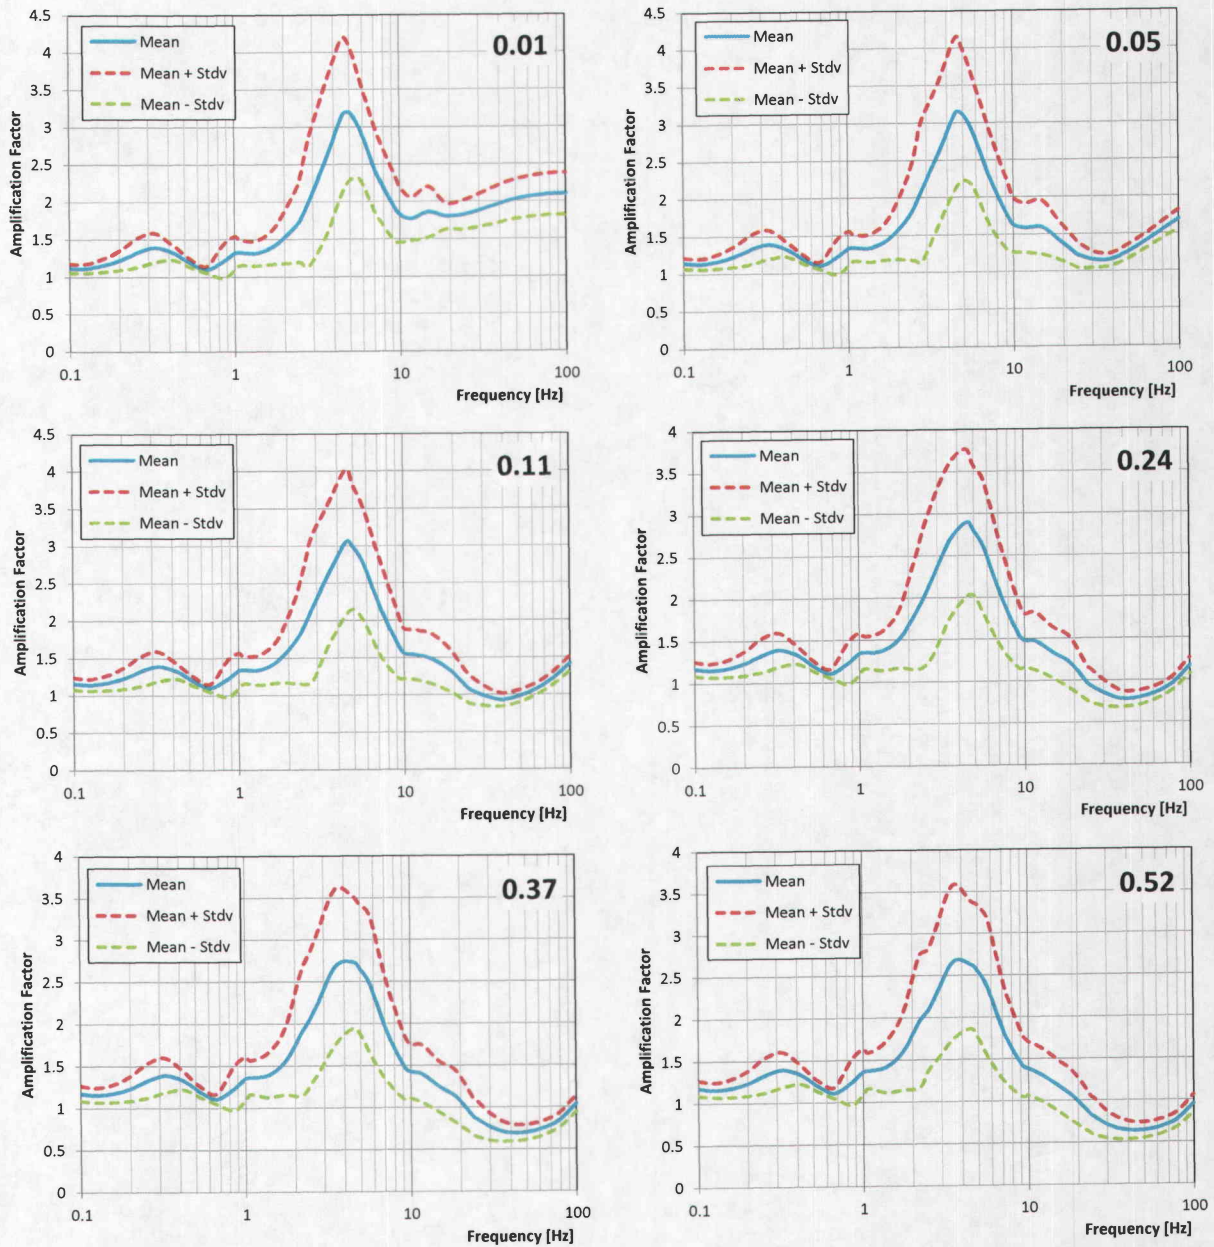 4.5
4
3.5
3
2.5
2
1.5
1
0.5
0
Amplification Factor
Mean
Mean + Stdv
Mean - Stdv
0.01
0.1
1
10
100
Frequency [Hz]
4.5
4
3.5
3
2.5
2
1.5
1
0.5
0
Amplification Factor
Mean
Mean + Stdv
Mean - Stdv
0.05
0.1
1
10
100
Frequency [Hz]
4.5
4
3.5
3
2.5
2
1.5
1
0.5
0
Amplification Factor
Mean
Mean + Stdv
Mean - Stdv
0.11
0.1
1
10
100
Frequency [Hz]
4
3.5
3
2.5
2
1.5
1
0.5
0
Amplification Factor
Mean
Mean + Stdv
Mean - Stdv
0.24
0.1
1
10
100
Frequency [Hz]
4
3.5
3
2.5
2
1.5
1
0.5
0
Amplification Factor
Mean
Mean + Stdv
Mean - Stdv
0.37
0.1
1
10
100
Frequency [Hz]
4
3.5
3
2.5
2
1.5
1
0.5
0
Amplification Factor
Mean
Mean + Stdv
Mean - Stdv
0.52
0.1
1
10
100
Frequency [Hz]